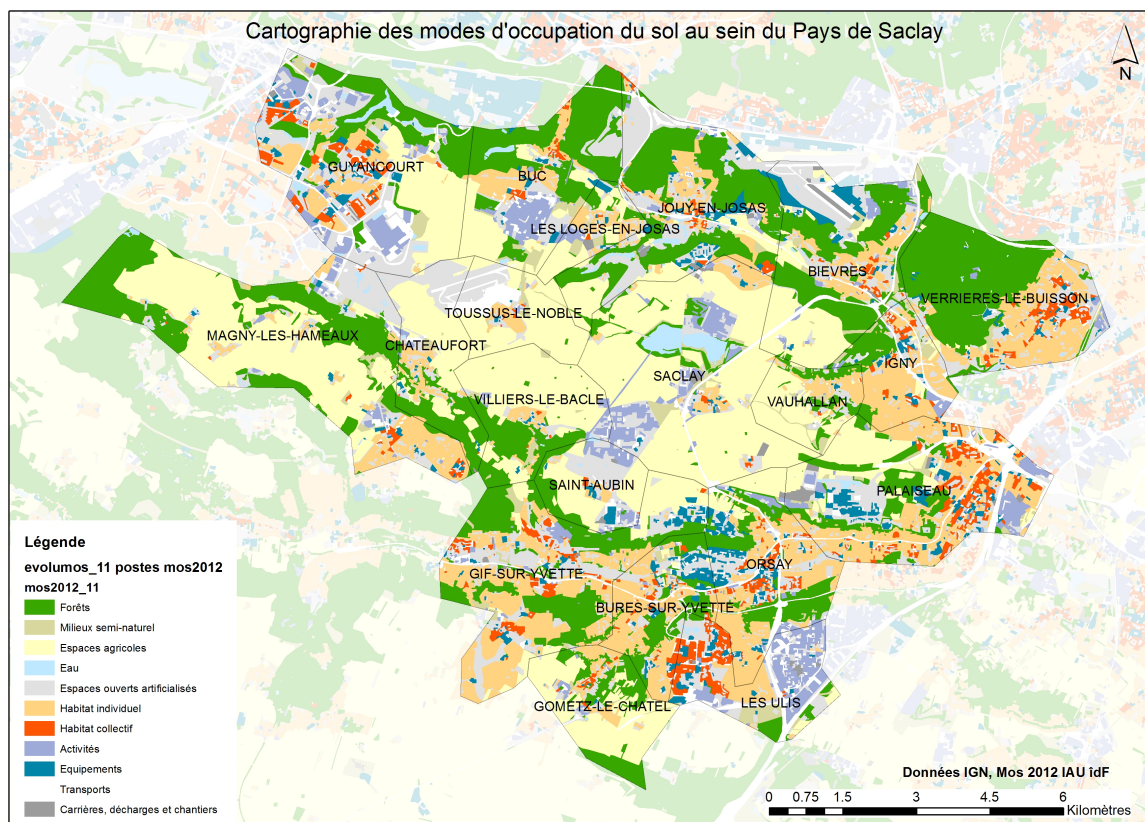 Cartographie des modes d'occupation du sol au sein du Pays de Saclay
N
GUYANCOURT
BUC
JOUY-EN-JOSAS
LES LOGES-EN-JOSAS
BIEVRES
VERRIERES-LE-BUISSON
TOUSSUS-LE-NOBLE
MAGNY-LES-HAMEAUX
CHATEAUFORT
IGNY
SACLAY
VILLIERS-LE-BACLE
VAUHALLAN
SAINT-AUBIN
PALAISEAU
ORSAY
GIF-SUR-YVETTE
BURES-SUR-YVETTE
GOMETZ-LE-CHATEL
LES ULIS
Légende
evolumos_11 postes mos2012
mos2012_11
Forêts
Milieux semi-naturel
Espaces agricoles
Eau
Espaces ouverts artificialisés
Habitat individuel
Habitat collectif
Activités
Equipements
Transports
Carrières, décharges et chantiers
Données IGN, Mos 2012 IAU îdF
0 0.75 1.5 3 4.5 6
Kilomètres